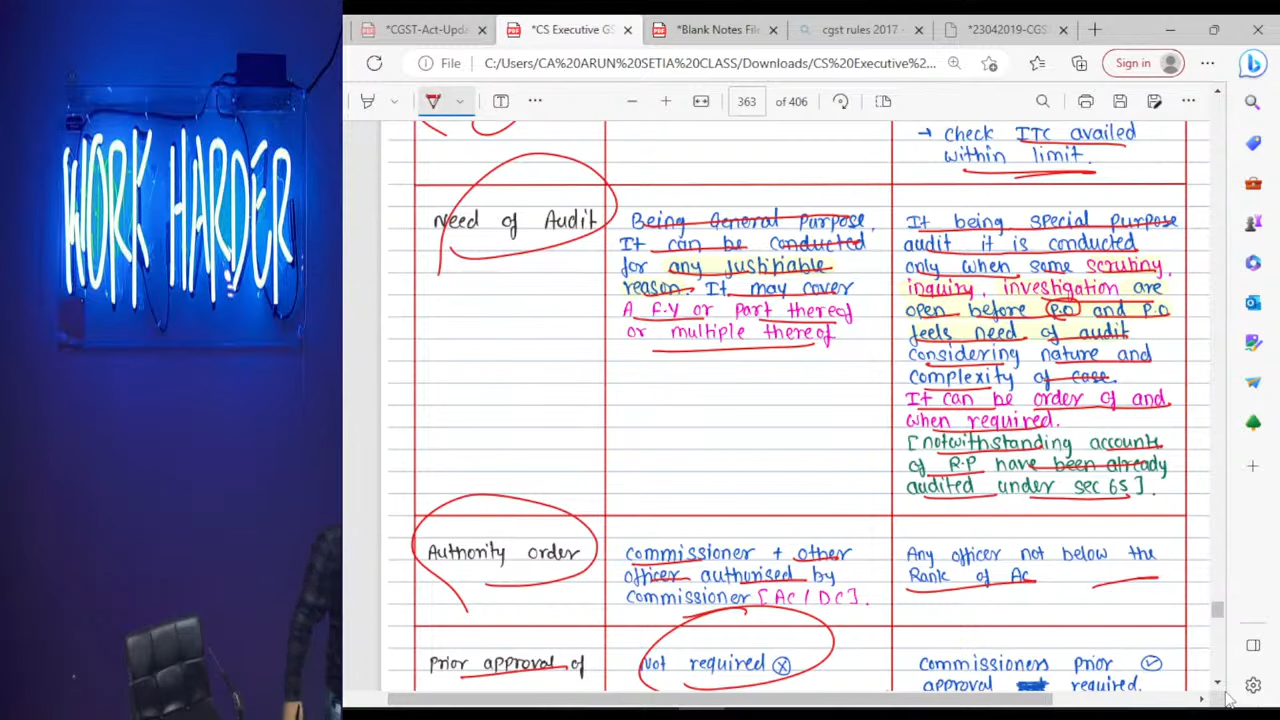 WORK HARDER
*CGST-Act-Upda
*CS Executive GS
*Blank Notes File
cgst rules 2017 -
*23042019-CGS
File
C:/Users/CA%20ARUN%20SETIA%20CLASS/Downloads/CS%20Executive%2...
Sign in
363 of 406
→ check ITC availed
within limit.
Need of Audit
Being General Purpose,
It can be conducted
for any justifiable
reason. It may cover
A F.Y or Part thereof
or multiple thereof
It being special purpose
audit it is conducted
only when some scrutiny,
inquiry, investigation are
open before P.O and P.O
feels need of audit
considering nature and
complexity of case.
It can be order of and
when required.
[notwithstanding accounts
of R.P have been already
audited under sec 65].
Authority order
commissioner + other
officer authorised by
commissioner [AC/DC].
Any officer not below the
Rank of AC
Prior approval of
Not required
commissioners prior
approval required.